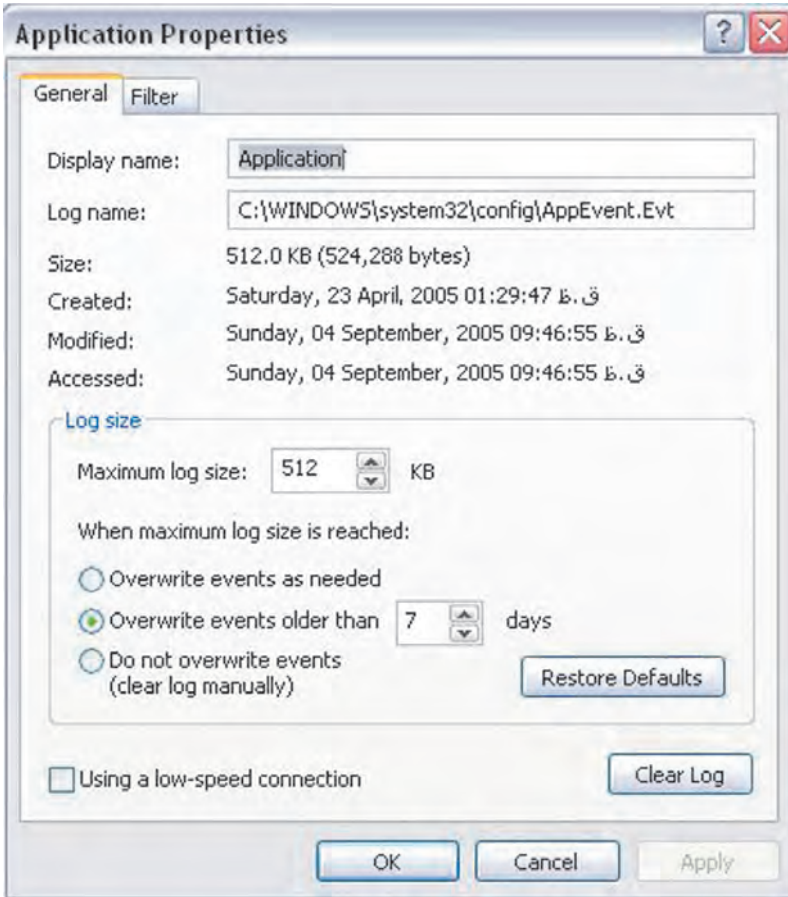 Application Properties
General Filter
Display name: Application
Log name: C:\WINDOWS\system32\config\AppEvent.Evt
Size: 512.0 KB (524,288 bytes)
Created: Saturday, 23 April, 2005 01:29:47 ق.ظ
Modified: Sunday, 04 September, 2005 09:46:55 ق.ظ
Accessed: Sunday, 04 September, 2005 09:46:55 ق.ظ
Log size
Maximum log size: 512 KB
When maximum log size is reached:
Overwrite events as needed
Overwrite events older than 7 days
Do not overwrite events
(clear log manually)
Restore Defaults
Using a low-speed connection
Clear Log
OK Cancel Apply